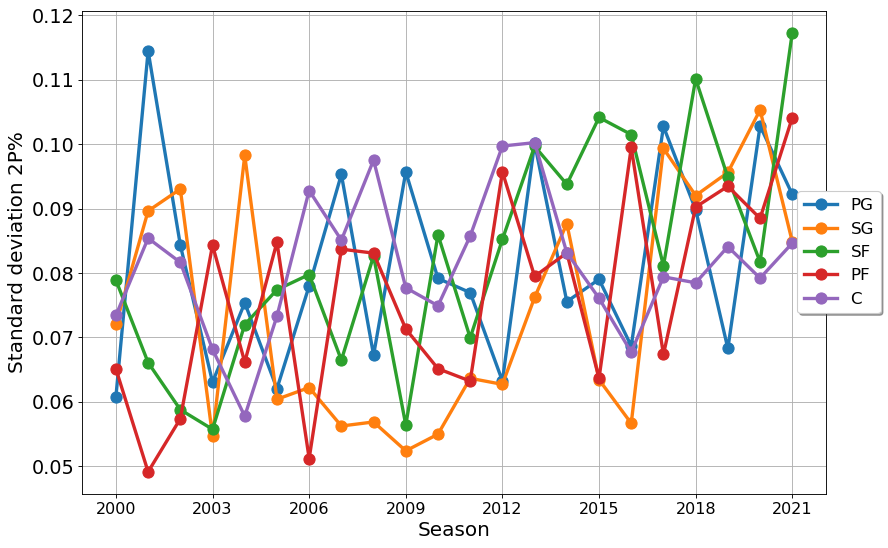 0.12
0.11
0.10
0.09
0.08
0.07
0.06
0.05
Standard deviation 2P%
2000 2003 2006 2009 2012 2015 2018 2021
Season
PG
SG
SF
PF
C